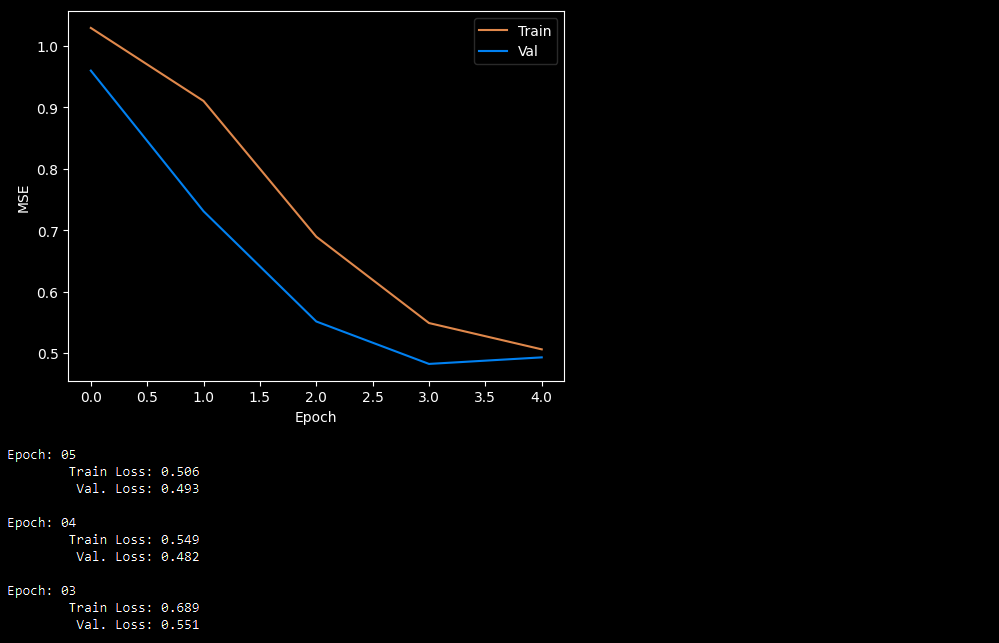 Train
Val
1.0
0.9
0.8
0.7
0.6
0.5
MSE
0.0 0.5 1.0 1.5 2.0 2.5 3.0 3.5 4.0
Epoch
Epoch: 05
Train Loss: 0.506
Val. Loss: 0.493
Epoch: 04
Train Loss: 0.549
Val. Loss: 0.482
Epoch: 03
Train Loss: 0.689
Val. Loss: 0.551